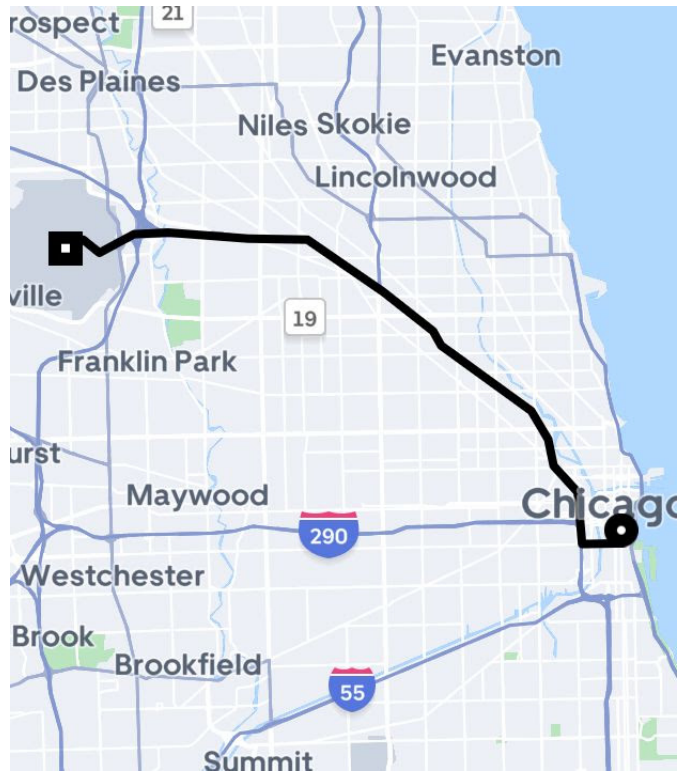 rospect
21
Evanston
Des Plaines
Niles
Skokie
Lincolnwood
ville
19
Franklin Park
urst
Maywood
Chicago
290
Westchester
Brook
Brookfield
55
Summit